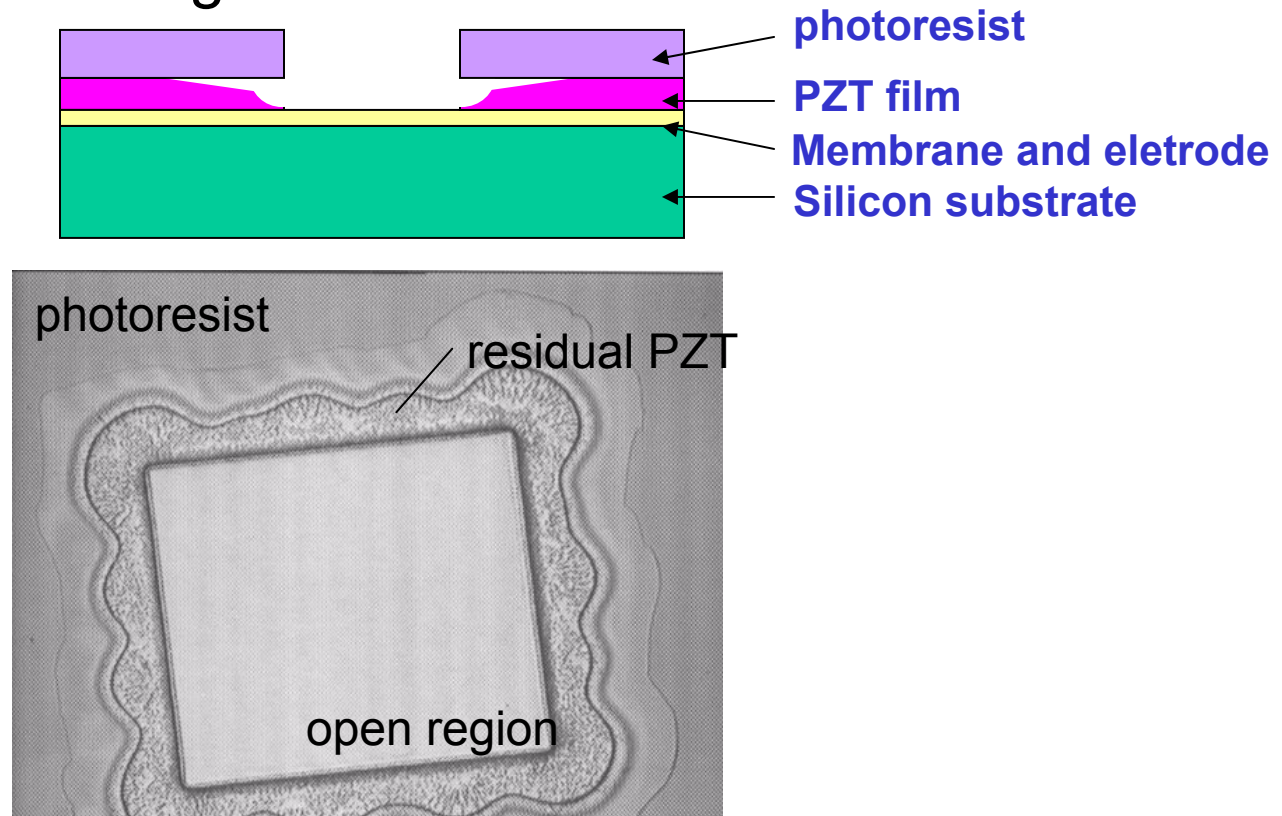 photoresist
PZT film
Membrane and eletrode
Silicon substrate
photoresist
residual PZT
open region